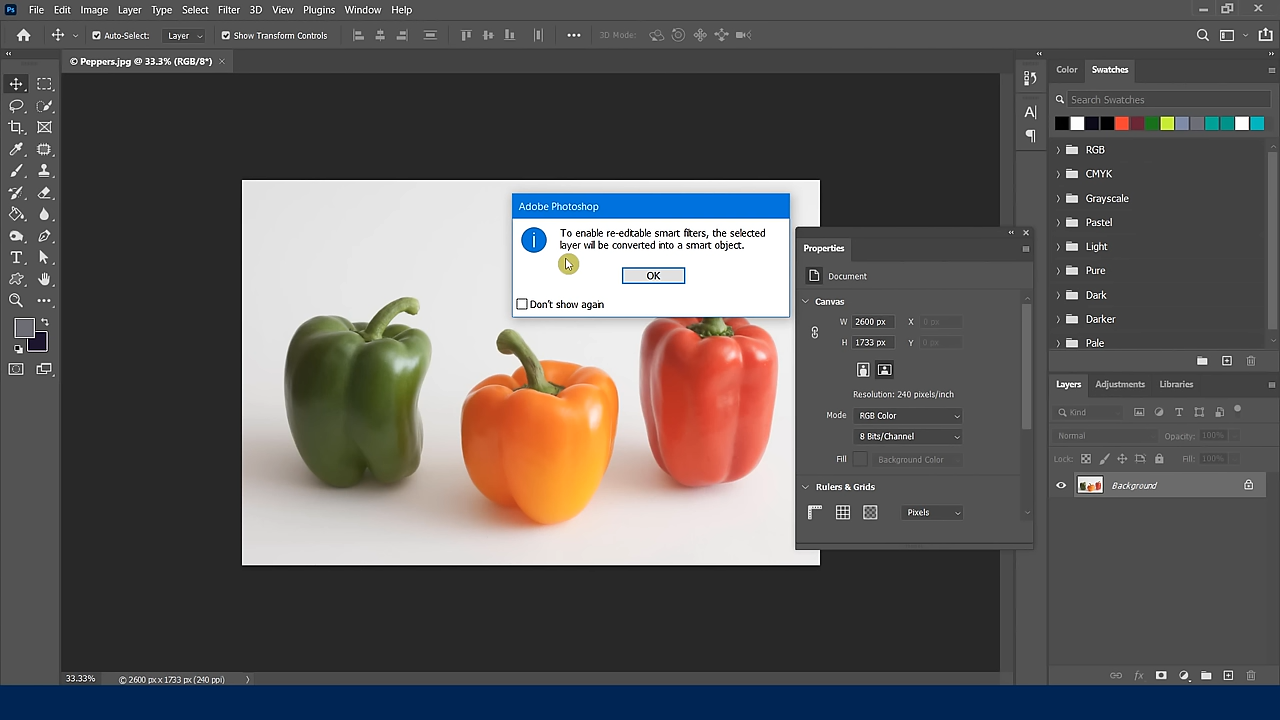 Ps File Edit Image Layer Type Select Filter 3D View Plugins Window Help
Auto-Select: Layer Show Transform Controls 3D Mode:
© Peppers.jpg @ 33.3% (RGB/8*)
Color Swatches
Search Swatches
RGB
CMYK
Grayscale
Pastel
Light
Pure
Dark
Darker
Pale
Adobe Photoshop
To enable re-editable smart filters, the selected
layer will be converted into a smart object.
OK
Don't show again
Properties
Document
Canvas
W 2600 px X 0 px
H 1733 px Y 0 px
Resolution: 240 pixels/inch
Mode RGB Color
8 Bits/Channel
Fill Background Color
Rulers & Grids
Pixels
Layers Adjustments Libraries
Kind
Normal Opacity: 100%
Lock: Fill: 100%
Background
33.33% © 2600 px x 1733 px (240 ppi)